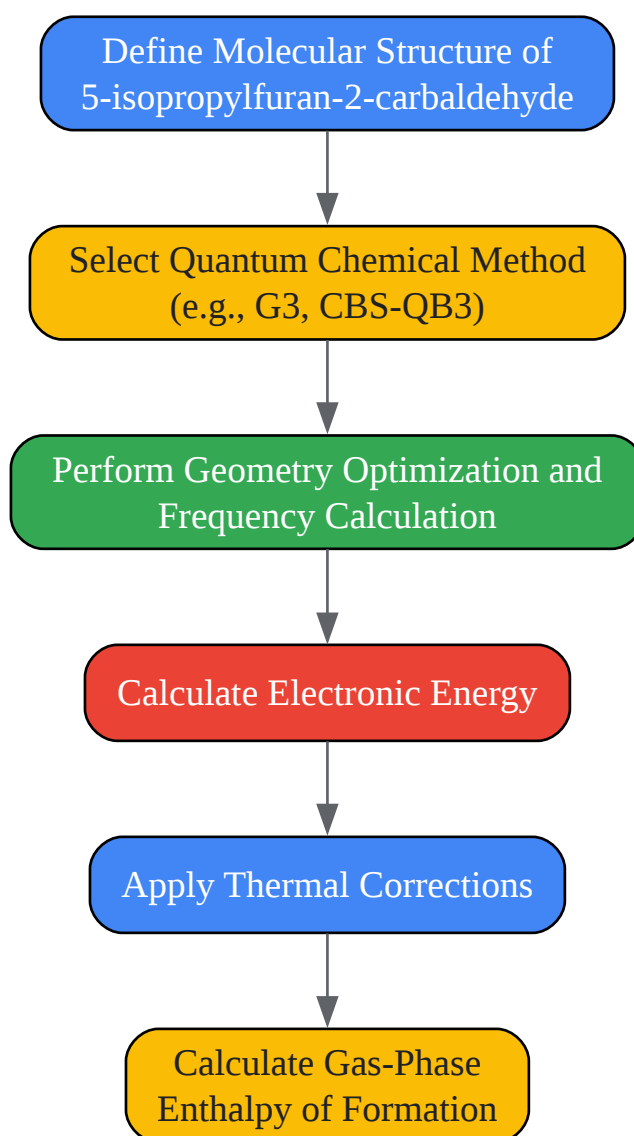 Define Molecular Structure of
5-isopropylfuran-2-carbaldehyde
Select Quantum Chemical Method
(e.g., G3, CBS-QB3)
Perform Geometry Optimization and
Frequency Calculation
Calculate Electronic Energy
Apply Thermal Corrections
Calculate Gas-Phase
Enthalpy of Formation